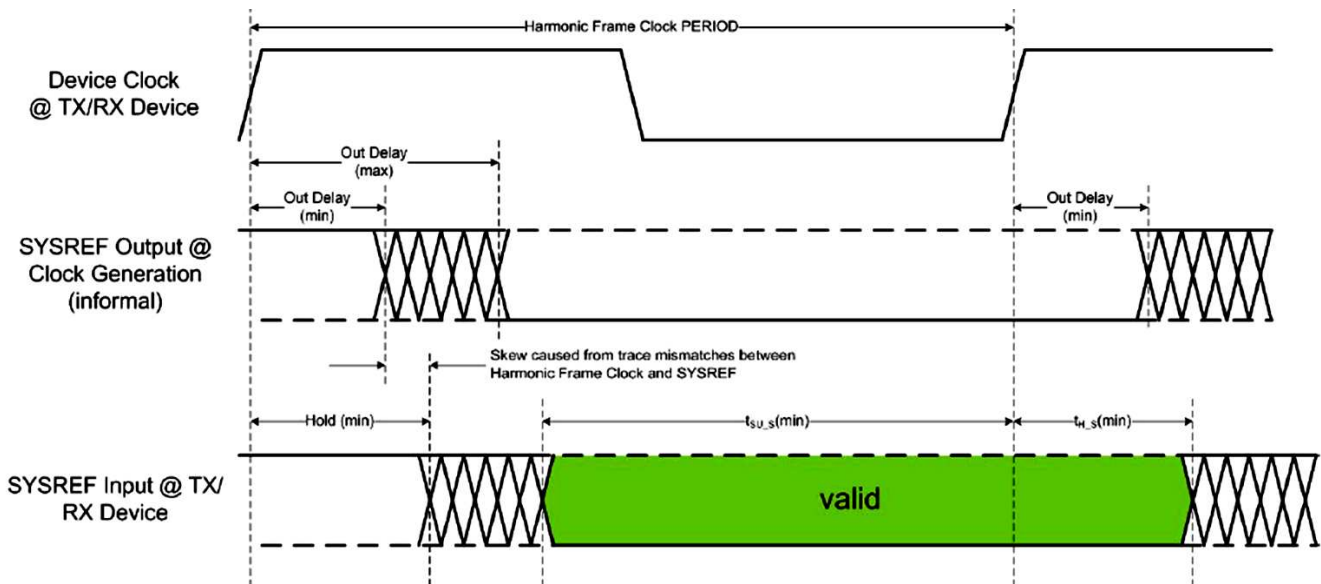 Harmonic Frame Clock PERIOD
Device Clock
@ TX/RX Device
Out Delay
(max)
Out Delay
(min)
Out Delay
(min)
SYSREF Output @
Clock Generation
(informal)
Skew caused from trace mismatches between
Harmonic Frame Clock and SYSREF
Hold (min)
tSU_S(min)
tH_S(min)
SYSREF Input @ TX/
RX Device
valid